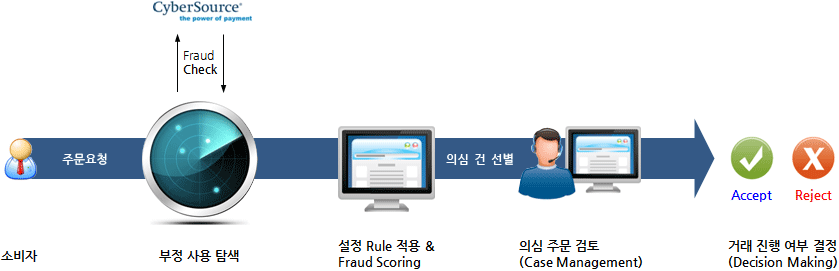 CyberSource®
the power of payment
Fraud
Check
주문요청
의심 건 선별
Accept
Reject
소비자
부정 사용 탐색
설정 Rule 적용 &
Fraud Scoring
의심 주문 검토
(Case Management)
거래 진행 여부 결정
(Decision Making)